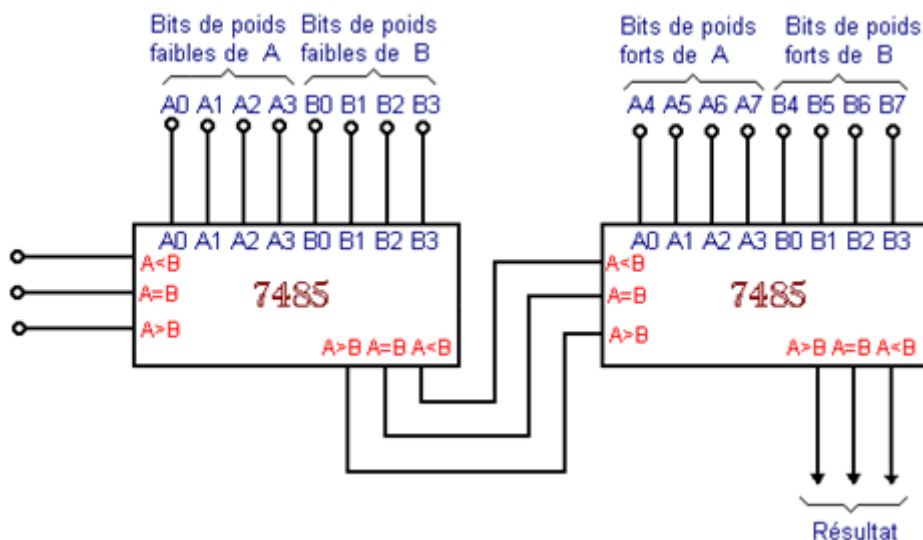 Bits de poids faibles de A
Bits de poids faibles de B
Bits de poids forts de A
Bits de poids forts de B
A0 A1 A2 A3 B0 B1 B2 B3
A4 A5 A6 A7 B4 B5 B6 B7
A0 A1 A2 A3 B0 B1 B2 B3
A<B
A=B
A>B
7485
A>B A=B A<B
A0 A1 A2 A3 B0 B1 B2 B3
A<B
A=B
A>B
7485
A>B A=B A<B
Résultat